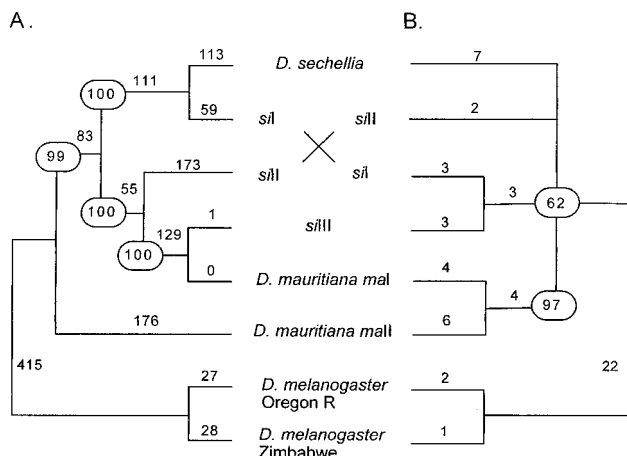 A. B.
113 D. sechellia 7
111
100
59 siI siII 2
83
99
173 siII siI 3
55 3 62
100
1 siIII 3
129
100
0 D. mauritiana maI 4
4 97
176 D. mauritiana maII 6
415 22
27 D. melanogaster 2
Oregon R
28 D. melanogaster 1
Zimbabwe